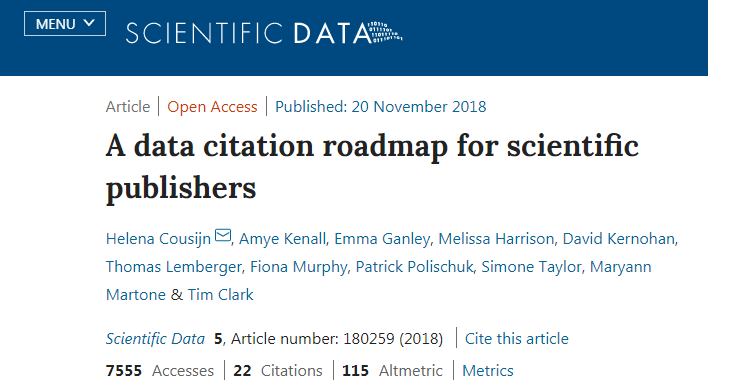 MENU
SCIENTIFIC DATA
Article | Open Access | Published: 20 November 2018
A data citation roadmap for scientific
publishers
Helena Cousijn, Amye Kenall, Emma Ganley, Melissa Harrison, David Kernohan,
Thomas Lemberger, Fiona Murphy, Patrick Polischuk, Simone Taylor, Maryann
Martone & Tim Clark
Scientific Data 5, Article number: 180259 (2018) | Cite this article
7555 Accesses | 22 Citations | 115 Altmetric | Metrics